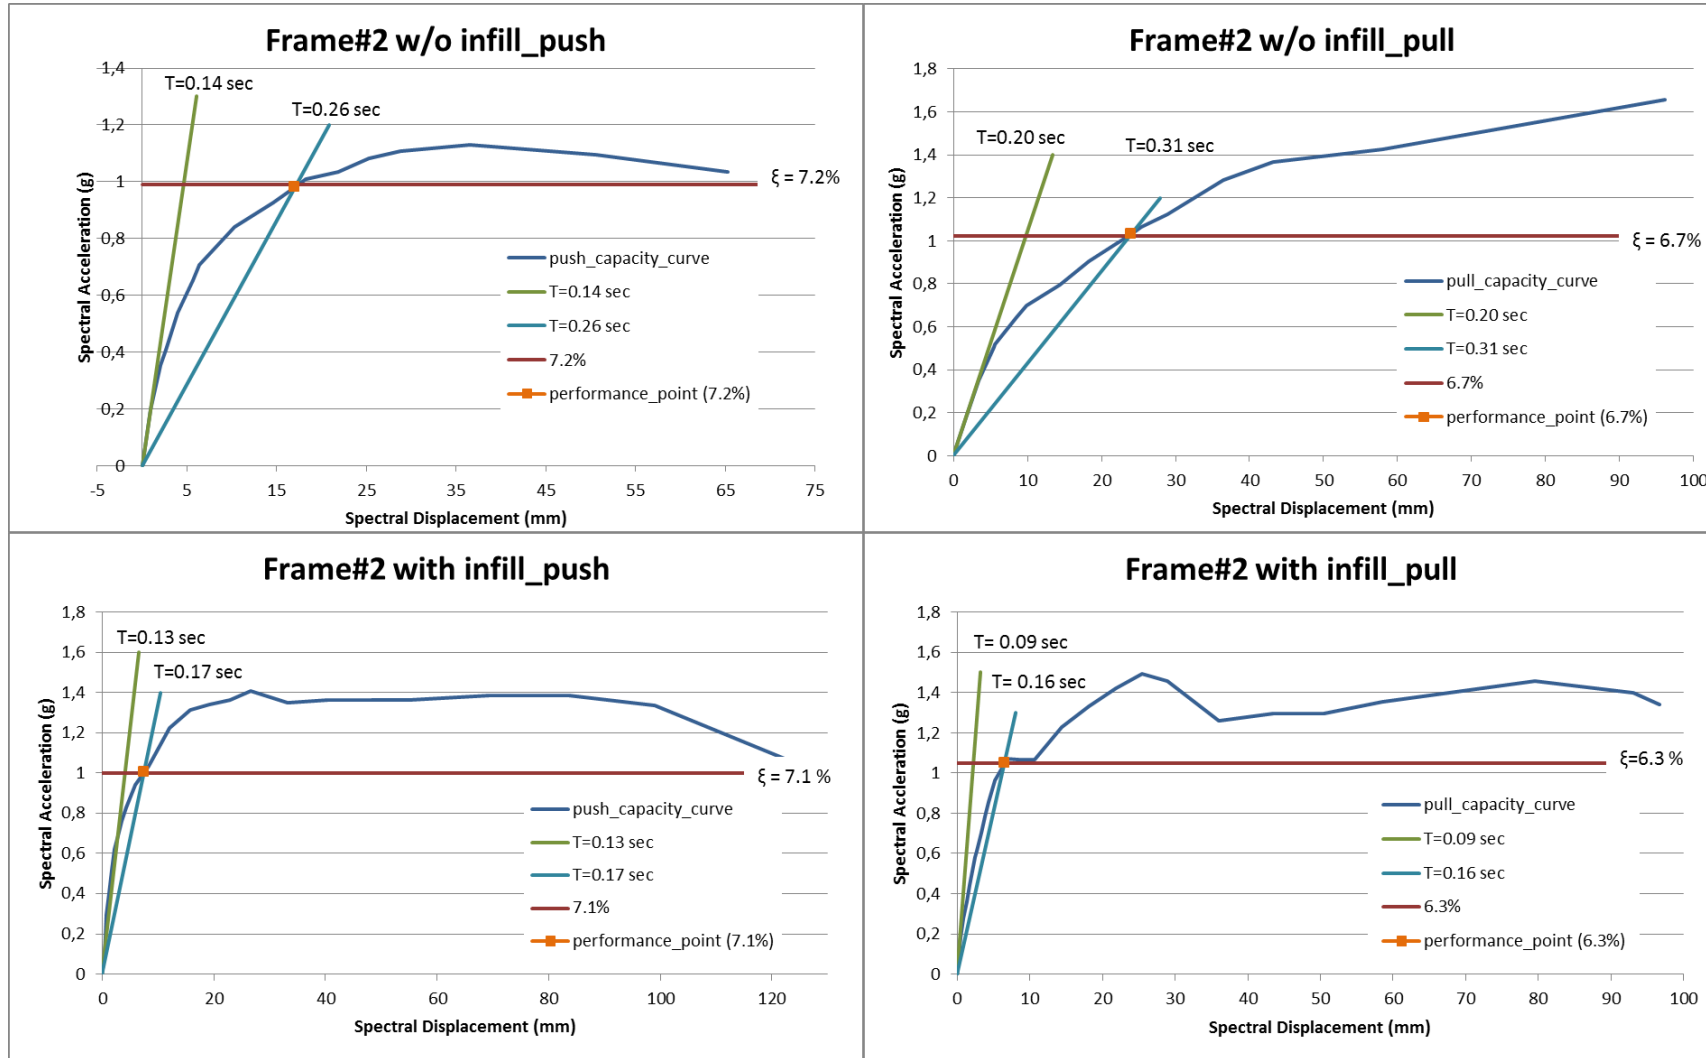 Frame#2 w/o infill_push
1,4
1,2
1
0,8
0,6
0,4
0,2
0
-5
5
15
25
35
45
55
65
75
Spectral Acceleration (g)
Spectral Displacement (mm)
T=0.14 sec
T=0.26 sec
ξ = 7.2%
push_capacity_curve
T=0.14 sec
T=0.26 sec
7.2%
performance_point (7.2%)
Frame#2 w/o infill_pull
1,8
1,6
1,4
1,2
1
0,8
0,6
0,4
0,2
0
0
10
20
30
40
50
60
70
80
90
100
Spectral Acceleration (g)
Spectral Displacement (mm)
T=0.20 sec
T=0.31 sec
ξ = 6.7%
pull_capacity_curve
T=0.20 sec
T=0.31 sec
6.7%
performance_point (6.7%)
Frame#2 with infill_push
1,8
1,6
1,4
1,2
1
0,8
0,6
0,4
0,2
0
0
20
40
60
80
100
120
Spectral Acceleration (g)
Spectral Displacement (mm)
T=0.13 sec
T=0.17 sec
ξ = 7.1 %
push_capacity_curve
T=0.13 sec
T=0.17 sec
7.1%
performance_point (7.1%)
Frame#2 with infill_pull
1,8
1,6
1,4
1,2
1
0,8
0,6
0,4
0,2
0
0
10
20
30
40
50
60
70
80
90
100
Spectral Accleration (g)
Spectral Displacement (mm)
T= 0.09 sec
T= 0.16 sec
ξ=6.3 %
pull_capacity_curve
T=0.09 sec
T=0.16 sec
6.3%
performance_point (6.3%)